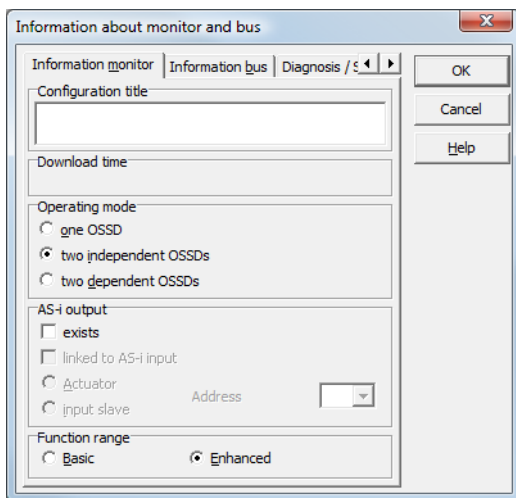 Information about monitor and bus
Information monitor
Information bus
Diagnosis / S
OK
Configuration title
Cancel
Help
Download time
Operating mode
one OSSD
two independent OSSDs
two dependent OSSDs
AS-i output
exists
linked to AS-i input
Actuator
Address
input slave
Function range
Basic
Enhanced